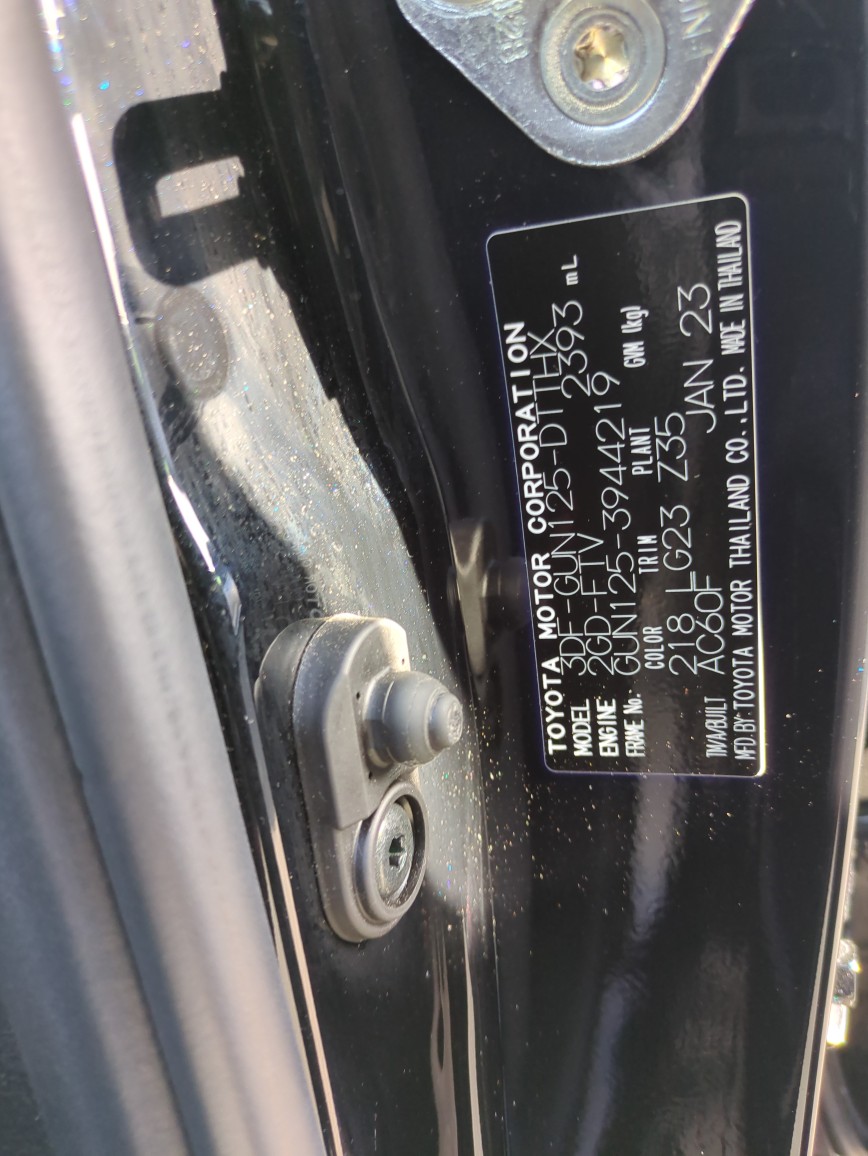 TOYOTA MOTOR CORPORATION
MODEL 3DF-GUN125-DTTHX
ENGINE 2GD-FTV 2393 mL
FRAME No. GUN125-3944219
COLOR TRIM PLANT GVM (kg)
218 LG23 Z35
T/A/BUILT AC60F JAN 23
MFD.BY TOYOTA MOTOR THAILAND CO.,LTD. MADE IN THAILAND